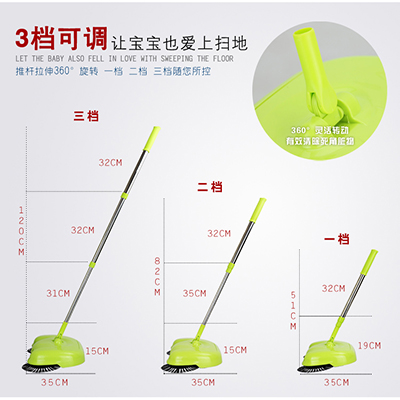 3档可调 让宝宝也爱上扫地
LET THE BABY ALSO FELL IN LOVE WITH SWEEPING THE FLOOR
推杆拉伸360°旋转 一档 二档 三档随您所控
360° 灵活转动
有效清除死角脏物
三档
32CM
120CM
32CM
31CM
15CM
35CM
二档
32CM
82CM
35CM
15CM
35CM
一档
51CM
32CM
19CM
35CM